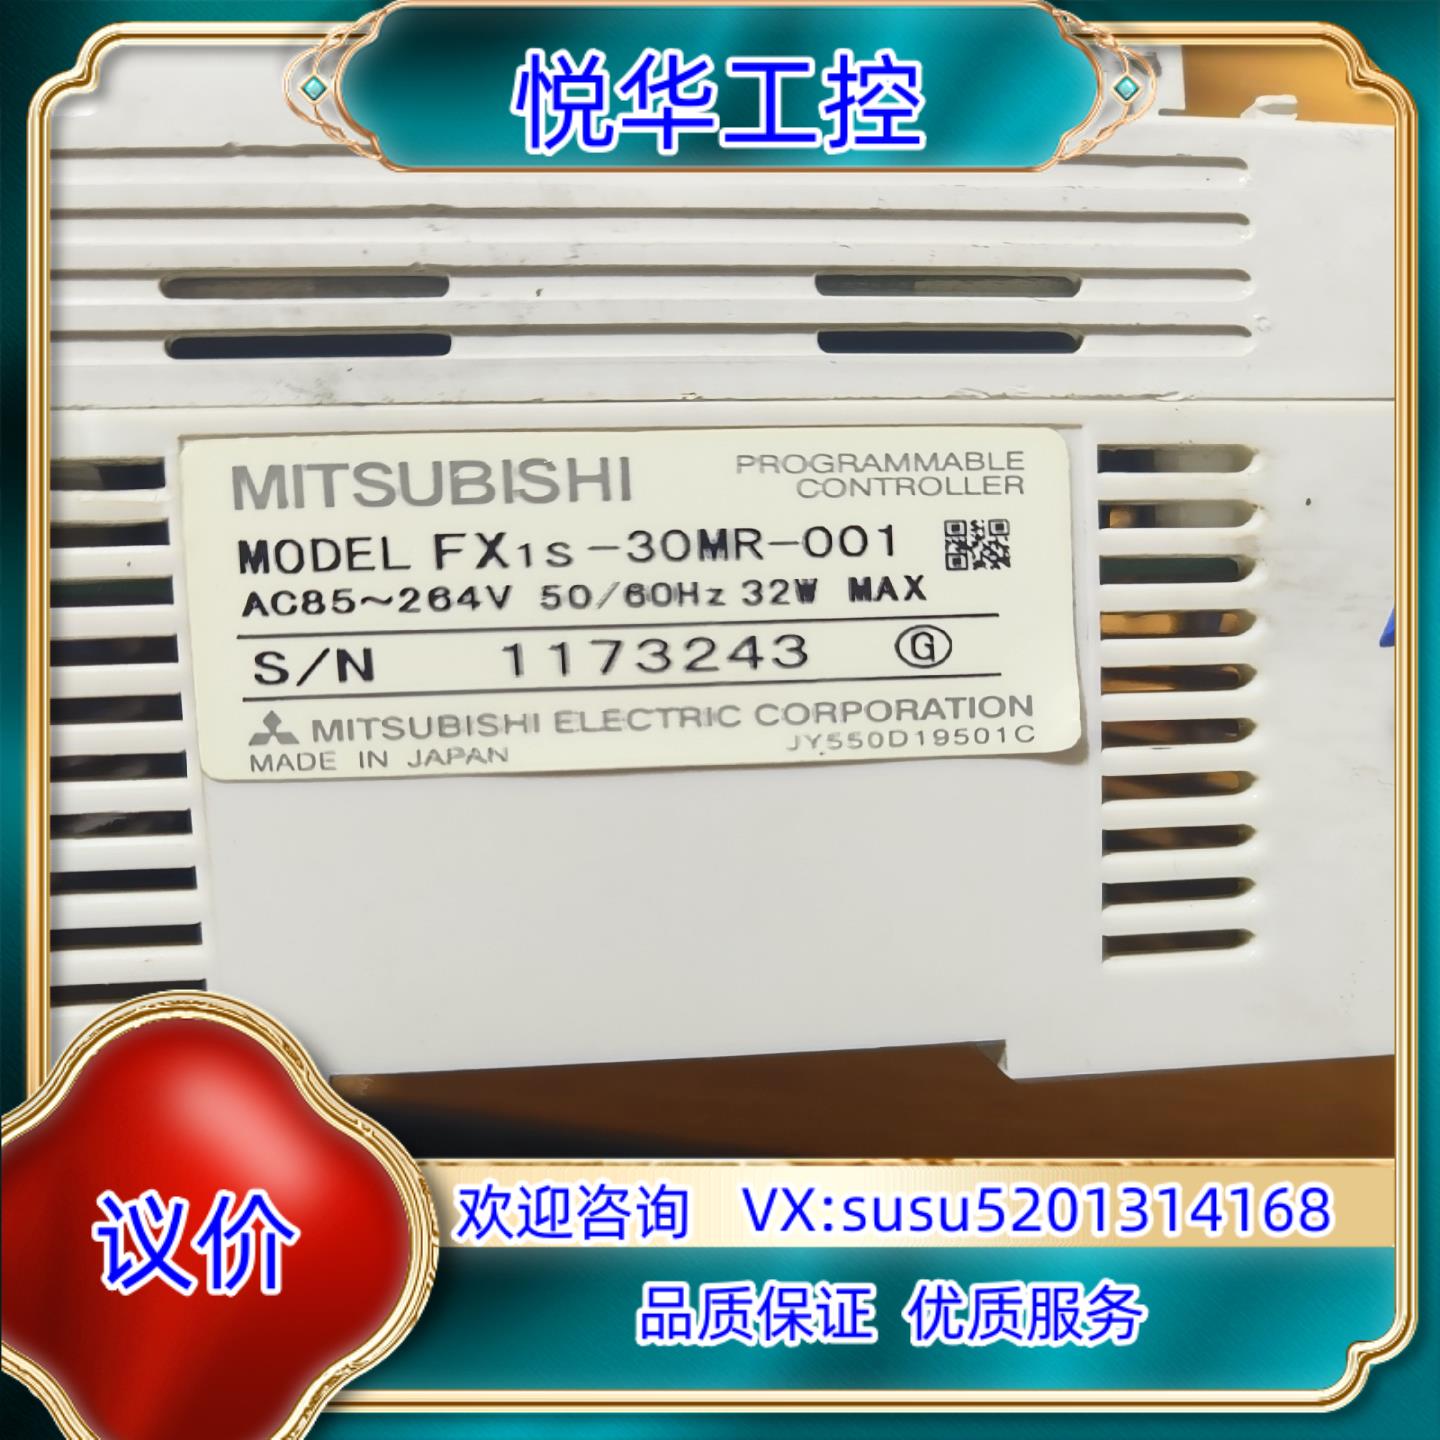 悦华工控
MITSUBISHI
PROGRAMMABLE
CONTROLLER
MODEL FX1S-30MR-001
AC85~264V 50/60Hz 32W MAX
S/N 1173243 G
MITSUBISHI ELECTRIC CORPORATION
MADE IN JAPAN JY550D19501C
议价
欢迎咨询 VX:susu5201314168
品质保证 优质服务